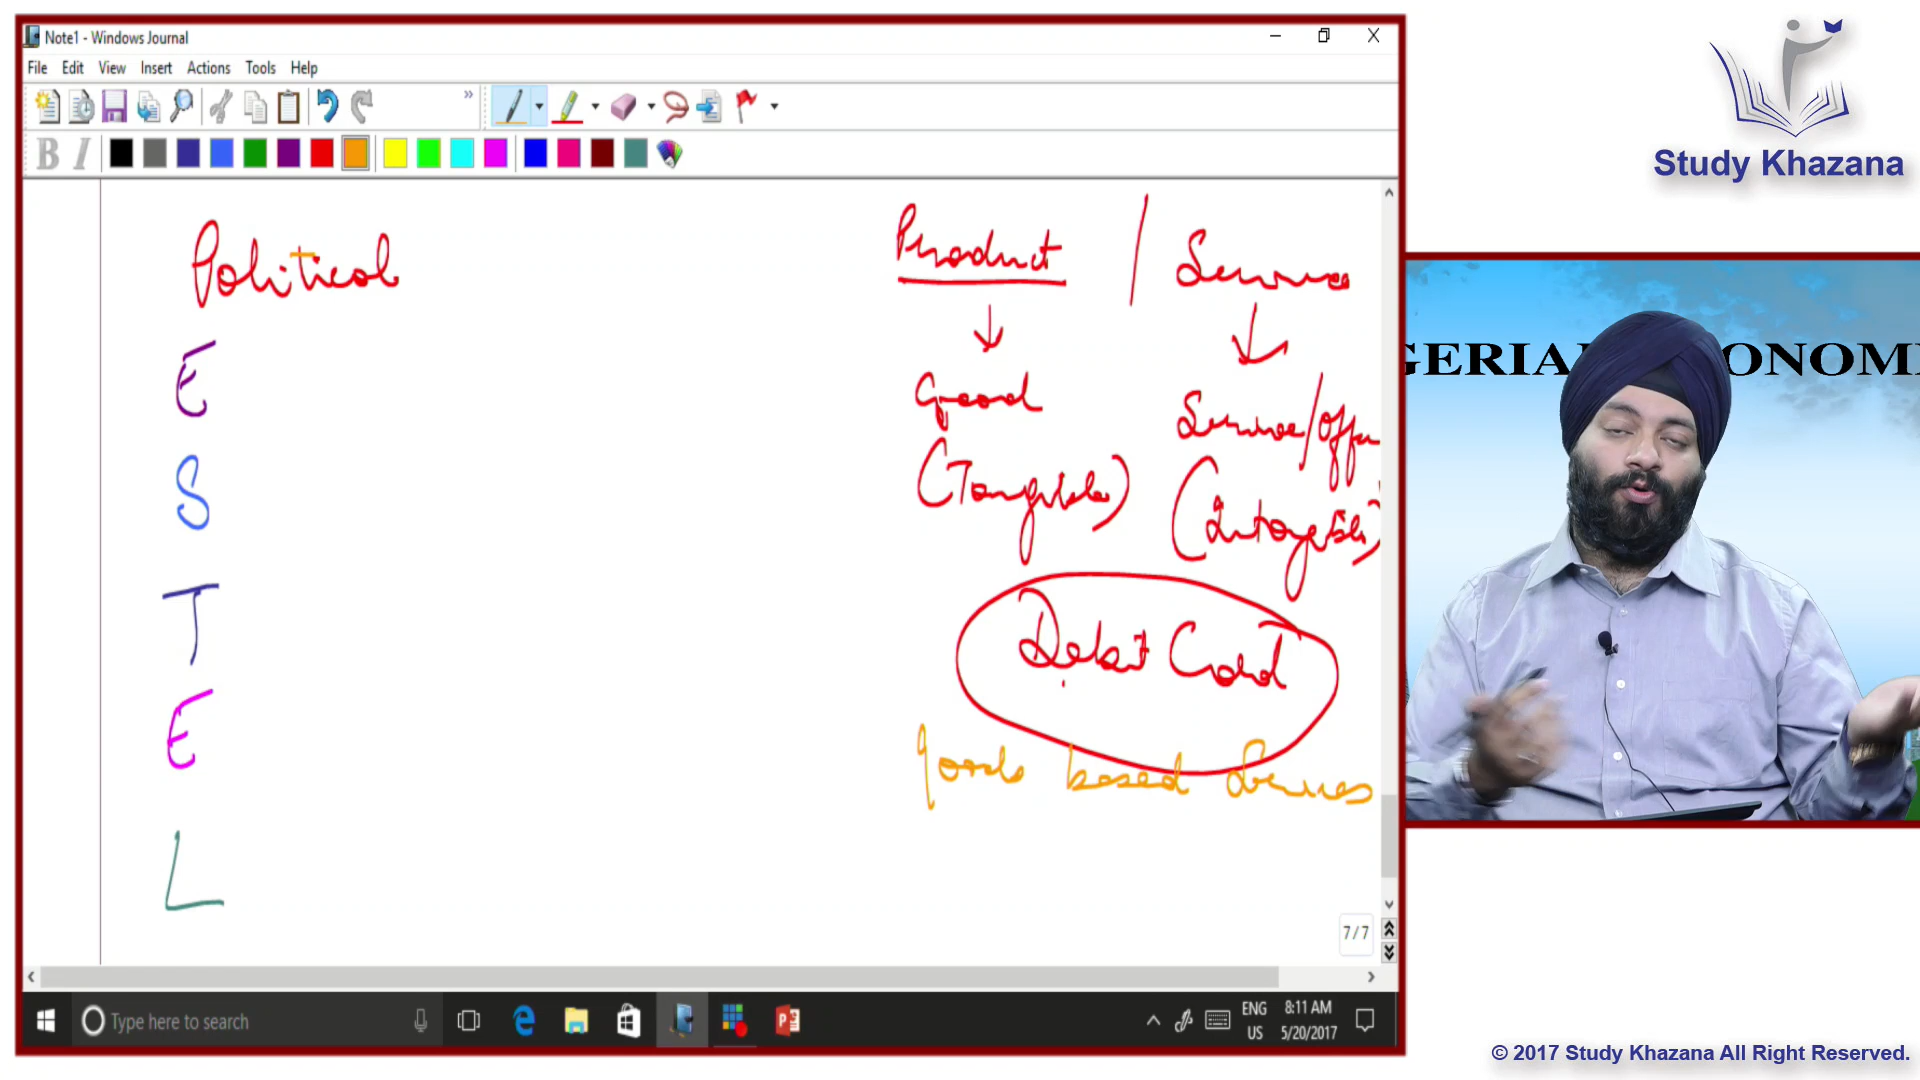 Note1 - Windows Journal
File Edit View Insert Actions Tools Help
B I
Political
E
S
T
E
L
Product / Service
Good
(Tangible)
Service/Offer
(Intangible)
Debit Card
goods based Services
7/7
Type here to search
ENG
US
8:11 AM
5/20/2017
Study Khazana
GERIA ONOMI
© 2017 Study Khazana All Right Reserved.